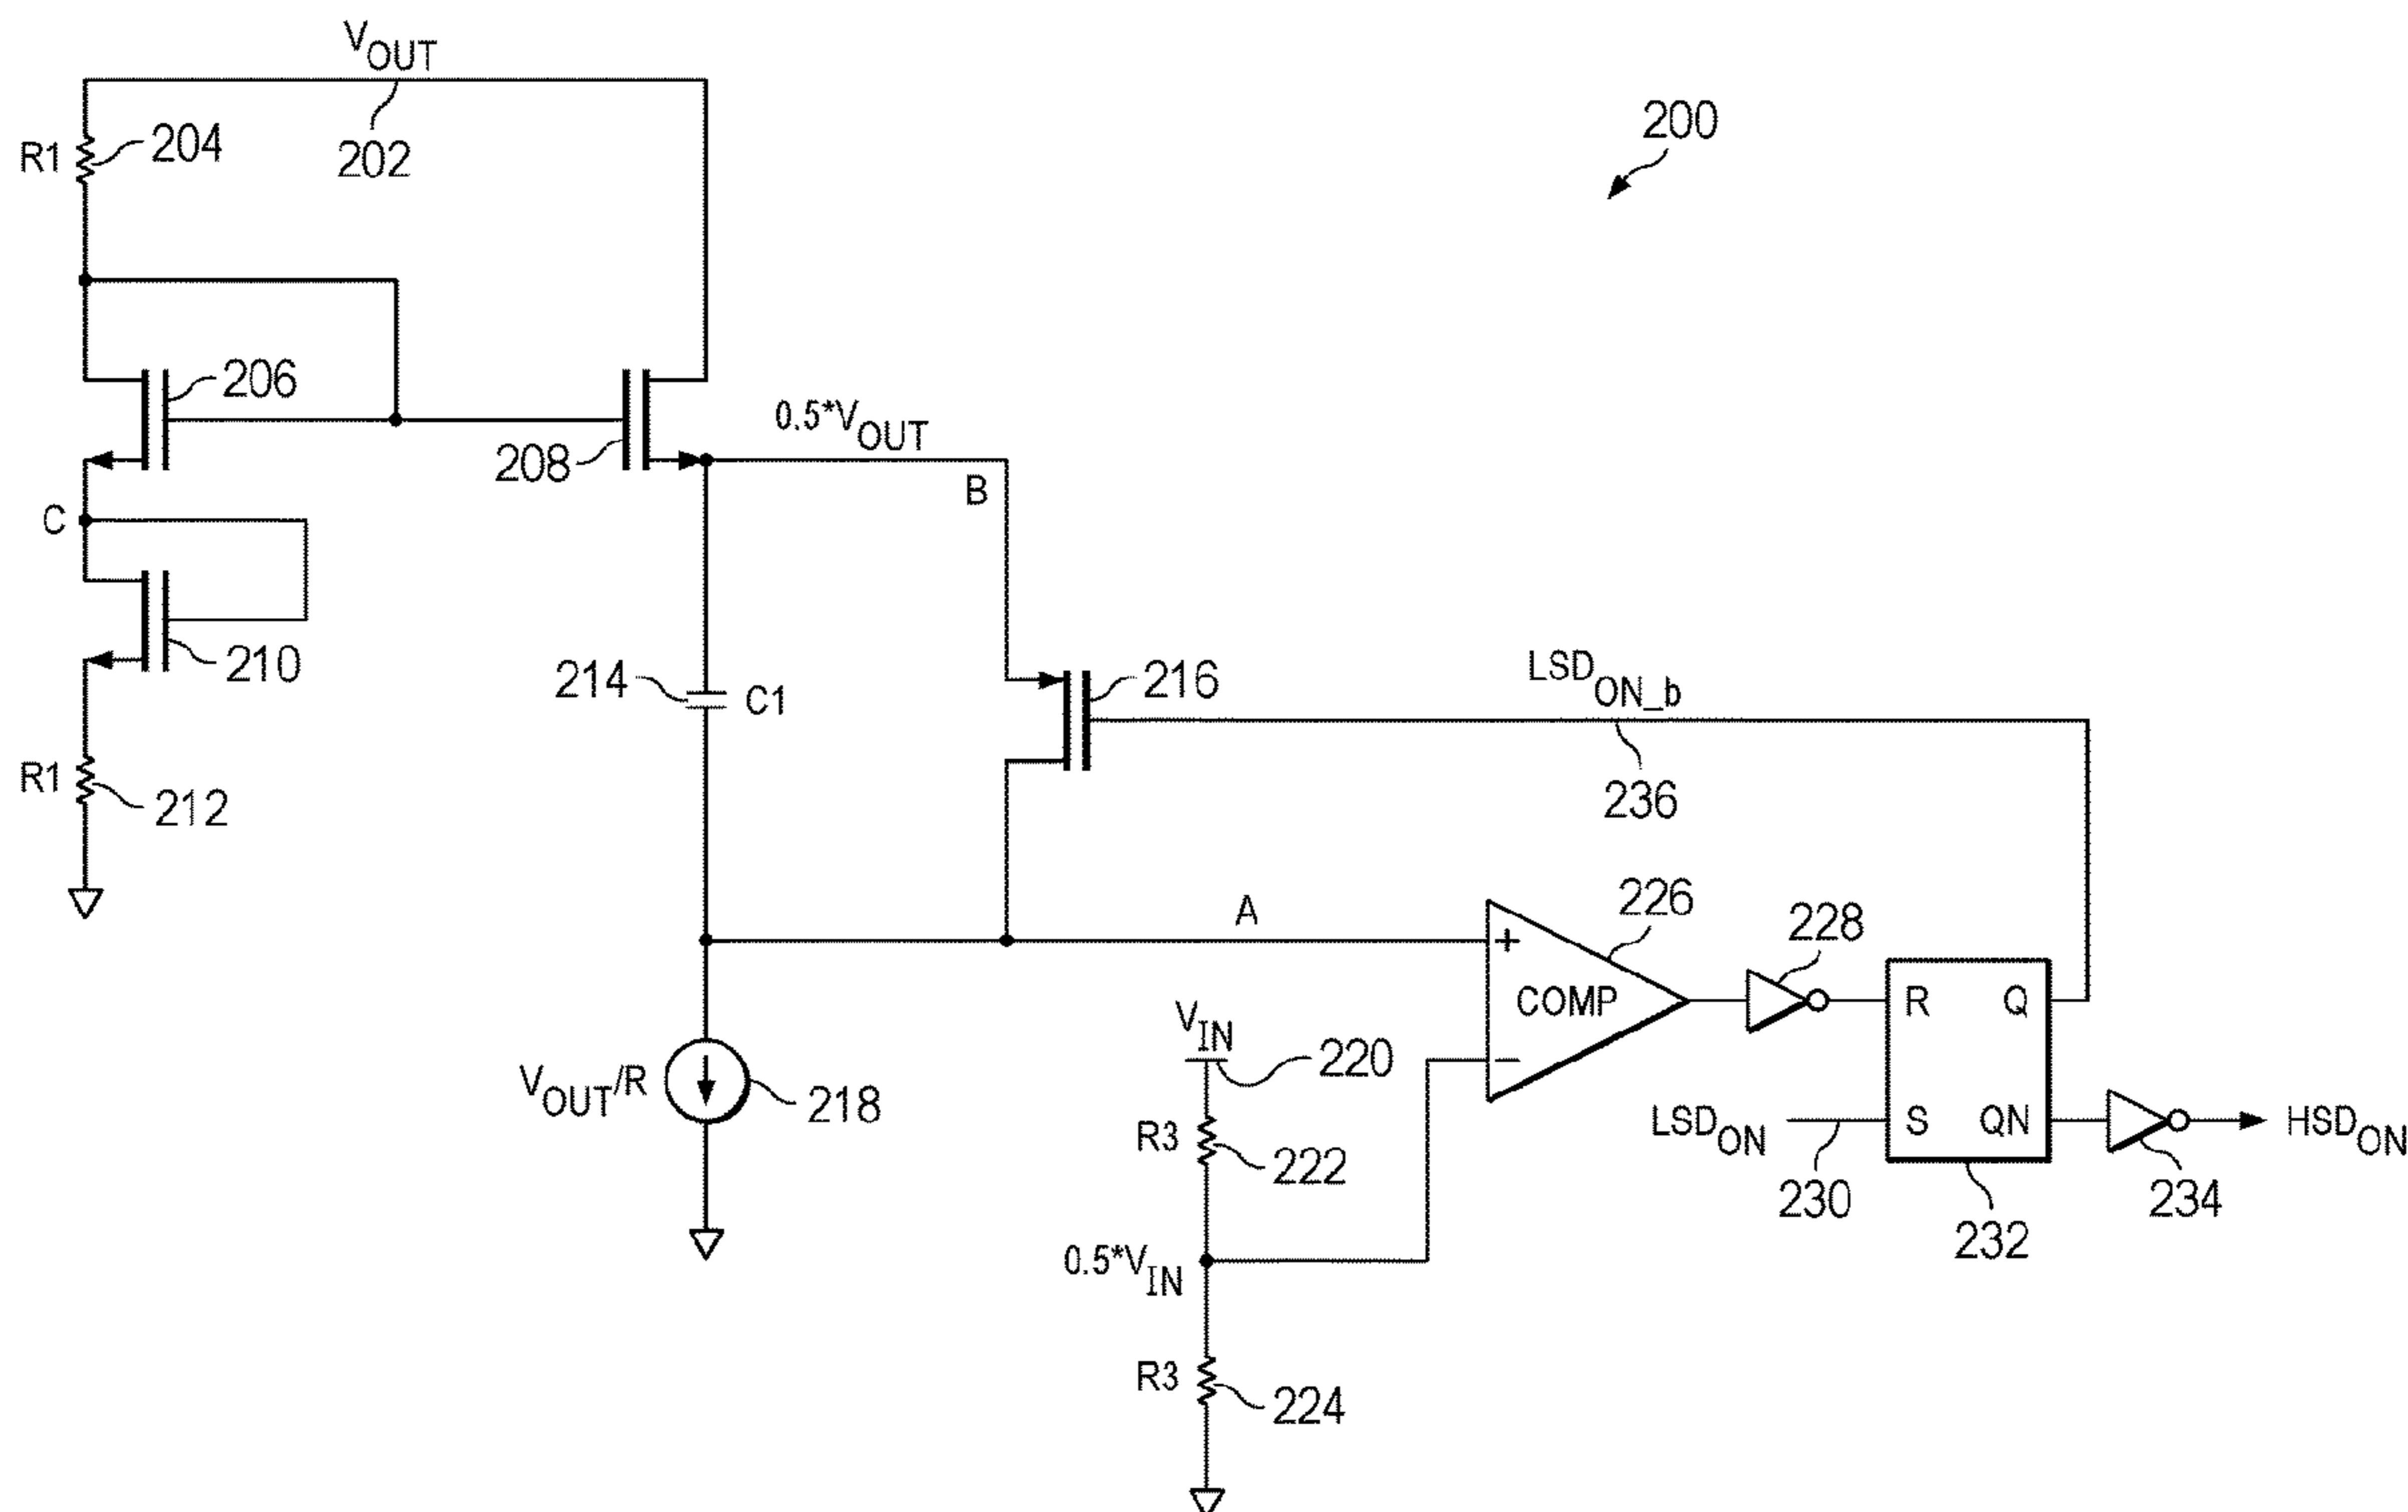 VOUT
200
R1
204
202
206
0.5*VOUT
208
B
C
210
214
C1
216
LSDON_b
236
R1
212
A
226
228
COMP
+
−
R
Q
VIN
220
VOUT/R
218
R3
222
LSDON
S
QN
HSDON
230
232
234
0.5*VIN
R3
224